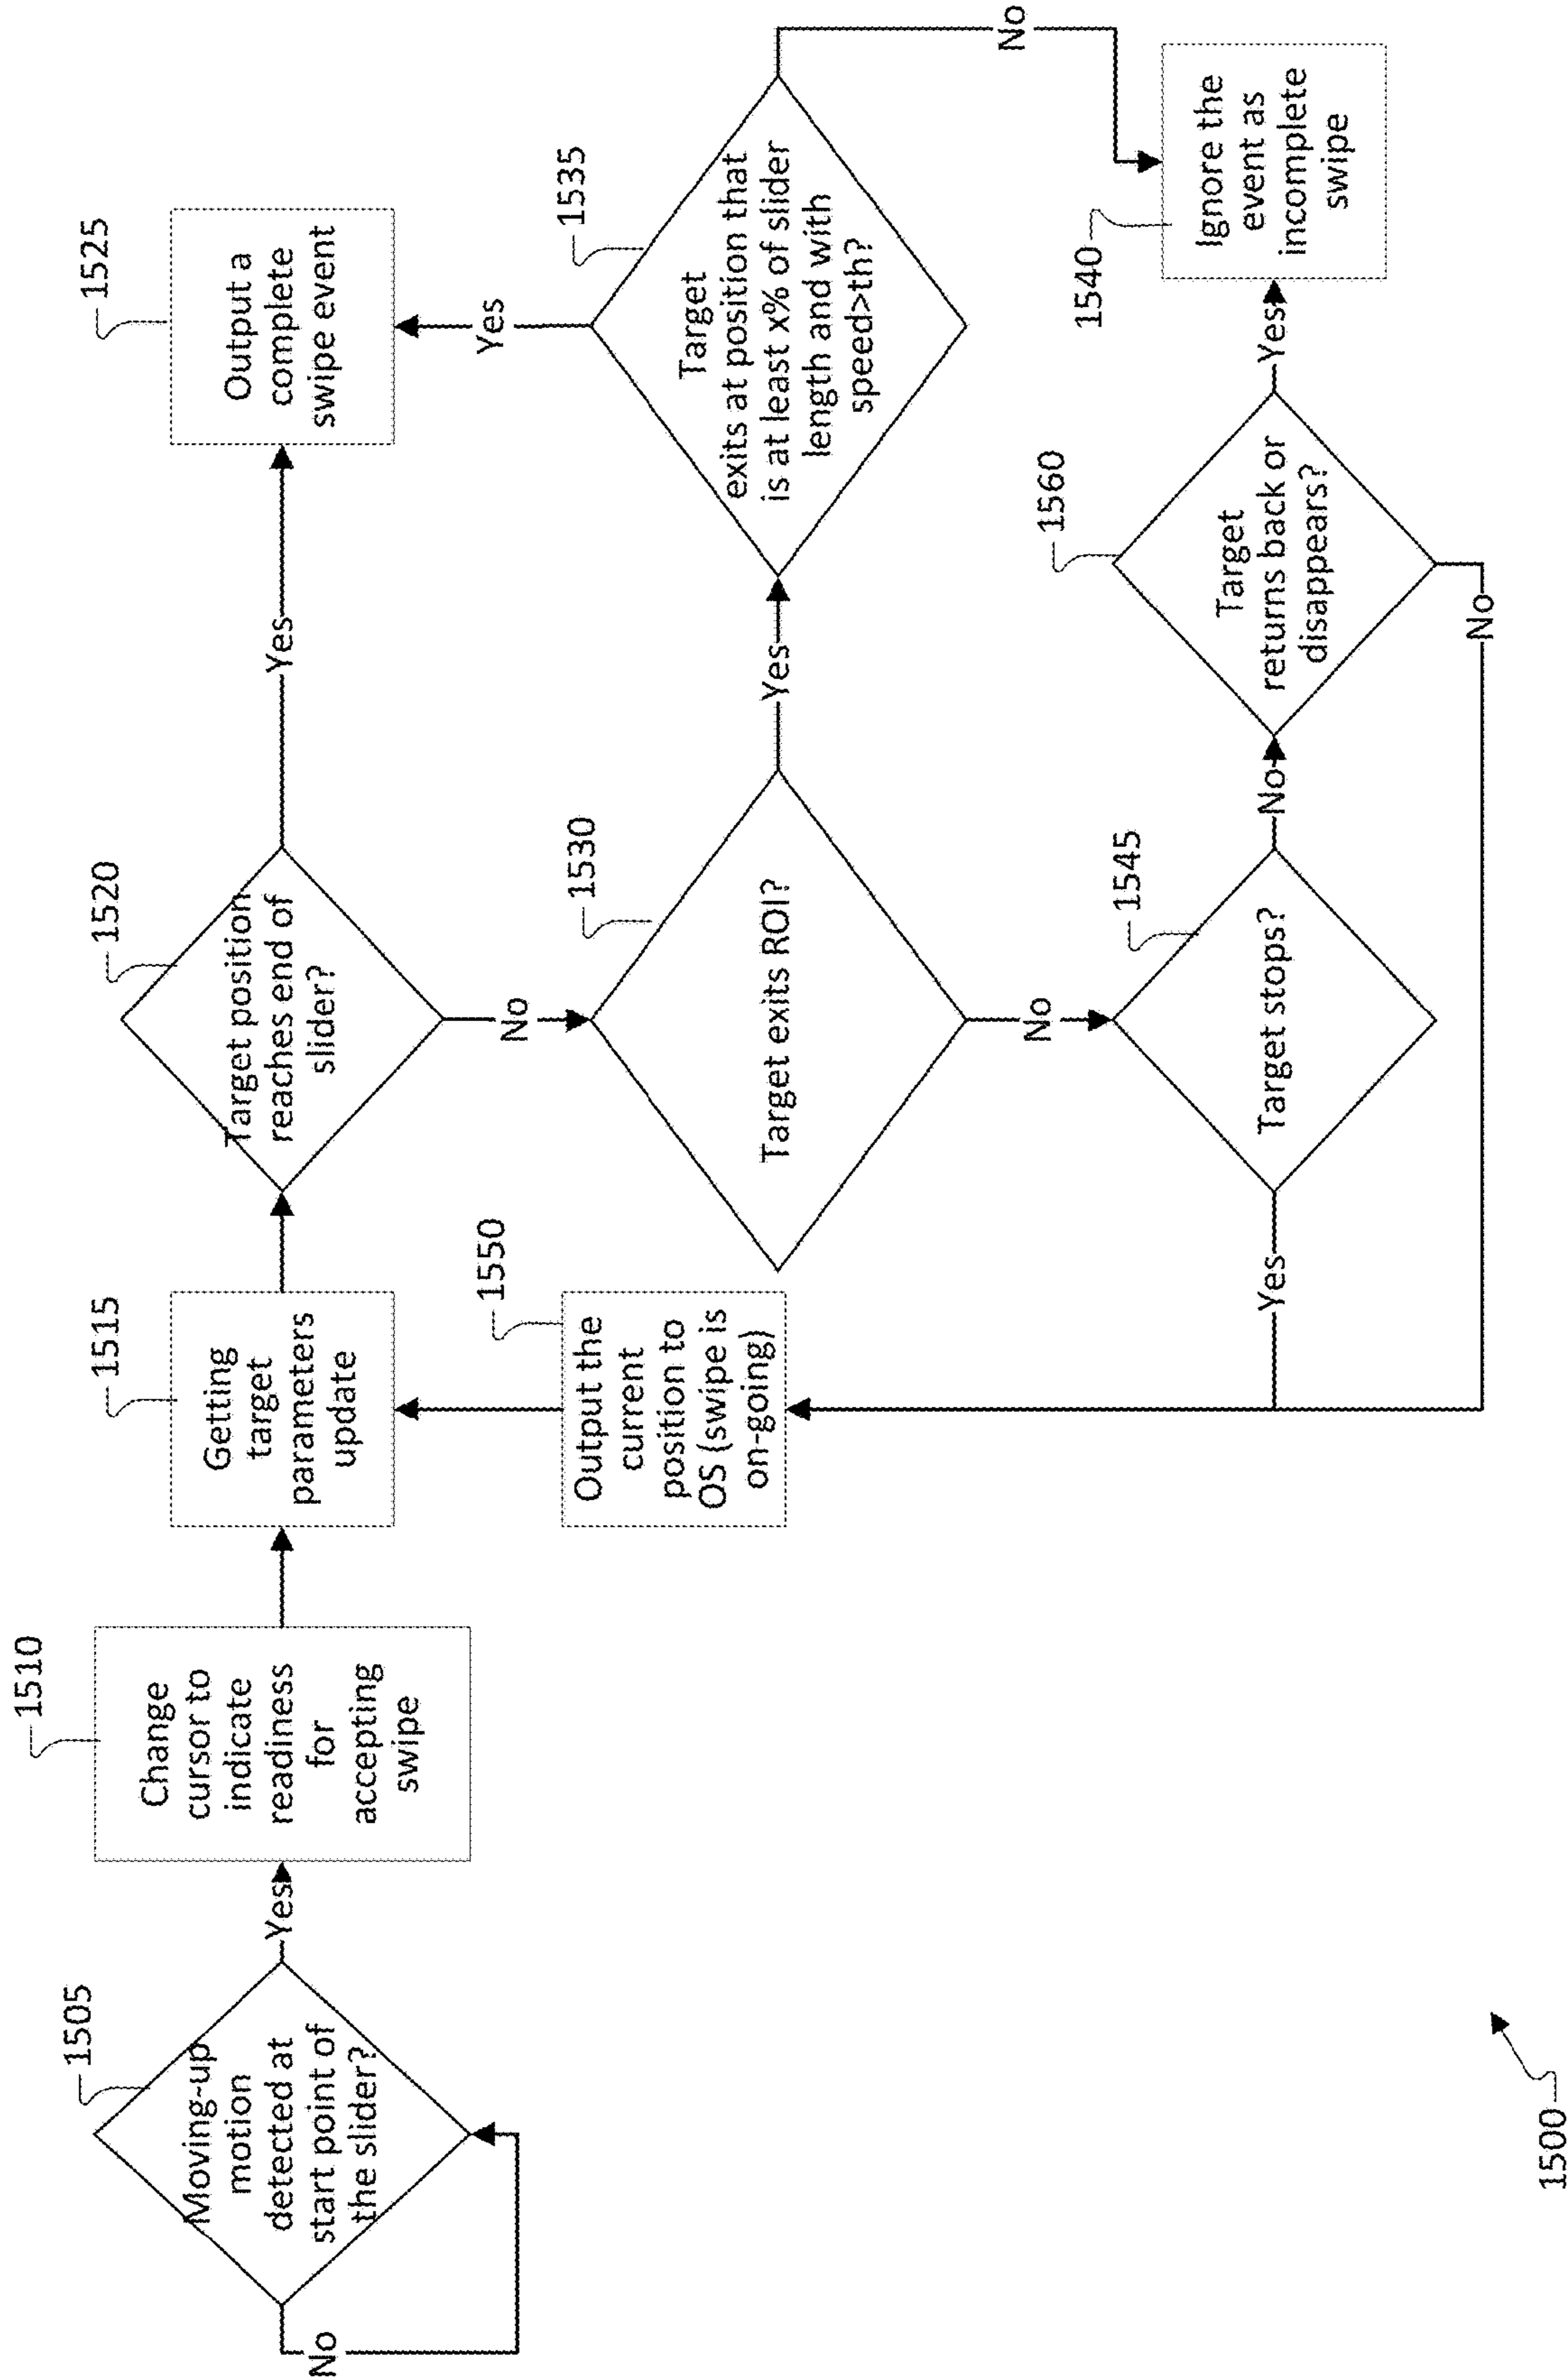 1505
Moving-up
motion
detected at
start point of
the slider?
No
Yes
1510
Change
cursor to
indicate
readiness
for
accepting
swipe
1515
Getting
target
parameters
update
1520
Target position
reaches end of
slider?
Yes
No
1525
Output a
complete
swipe event
1550
Output the
current
position to
OS (swipe is
on-going)
1530
Target exits ROI?
Yes
No
1535
Target
exits at position that
is at least x% of slider
length and with
speed>th?
Yes
No
1545
Target stops?
Yes
No
1560
Target
returns back or
disappears?
Yes
No
1540
Ignore the
event as
incomplete
swipe
1500